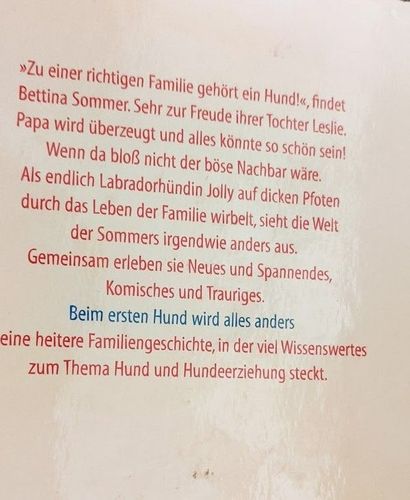 »Zu einer richtigen Familie gehört ein Hund!«, findet
Bettina Sommer. Sehr zur Freude ihrer Tochter Leslie.
Papa wird überzeugt und alles könnte so schön sein!
Wenn da bloß nicht der böse Nachbar wäre.
Als endlich Labradorhündin Jolly auf dicken Pfoten
durch das Leben der Familie wirbelt, sieht die Welt
der Sommers irgendwie anders aus.
Gemeinsam erleben sie Neues und Spannendes,
Komisches und Trauriges.
Beim ersten Hund wird alles anders
eine heitere Familiengeschichte, in der viel Wissenswertes
zum Thema Hund und Hundeerziehung steckt.